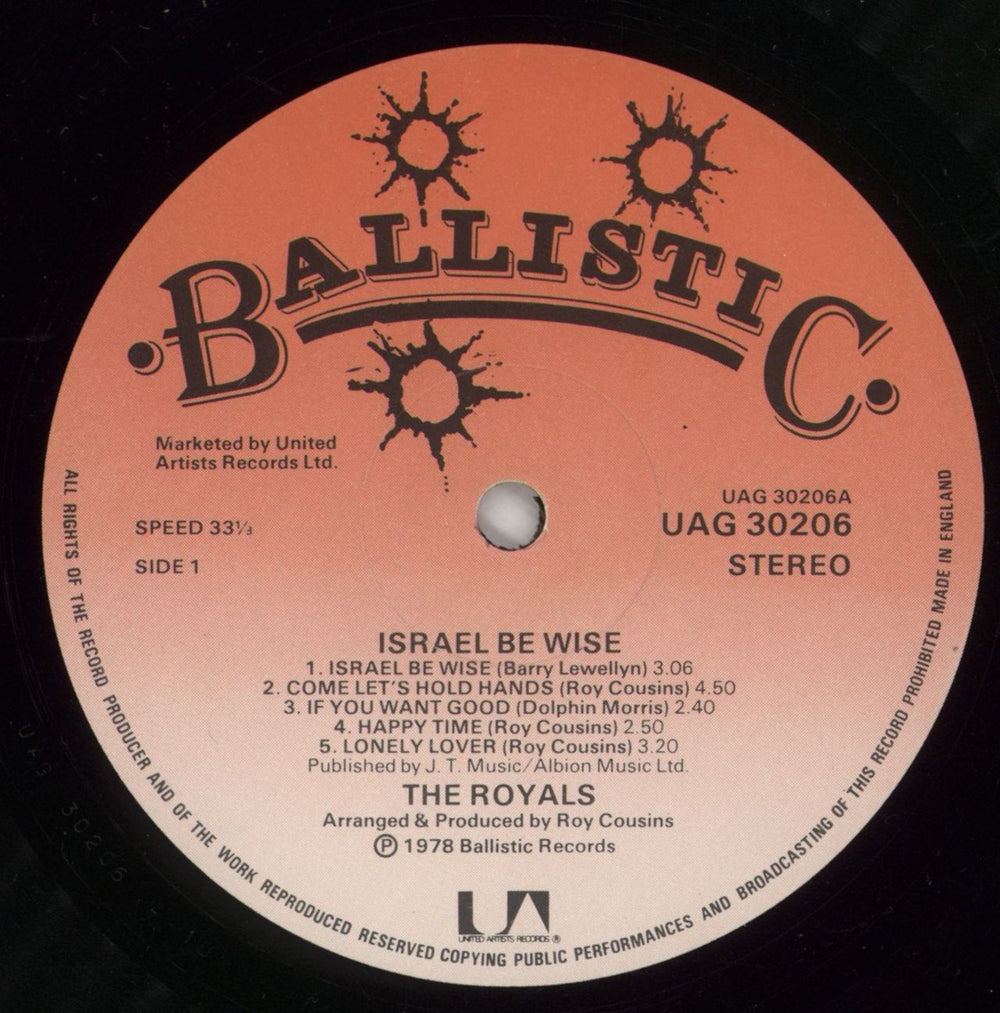 BALLISTIC
Marketed by United
Artists Records Ltd.
SPEED 33⅓
SIDE 1
UAG 30206A
UAG 30206
STEREO
ISRAEL BE WISE
1. ISRAEL BE WISE (Barry Lewellyn) 3.06
2. COME LET'S HOLD HANDS (Roy Cousins) 4.50
3. IF YOU WANT GOOD (Dolphin Morris) 2.40
4. HAPPY TIME (Roy Cousins) 2.50
5. LONELY LOVER (Roy Cousins) 3.20
Published by J. T. Music/Albion Music Ltd.
THE ROYALS
Arranged & Produced by Roy Cousins
℗ 1978 Ballistic Records
UA
UNITED ARTISTS RECORDS ®
ALL RIGHTS OF THE RECORD PRODUCER AND OF THE WORK REPRODUCED RESERVED COPYING PUBLIC PERFORMANCES AND BROADCASTING OF THIS RECORD PROHIBITED MADE IN ENGLAND
UAG 30206